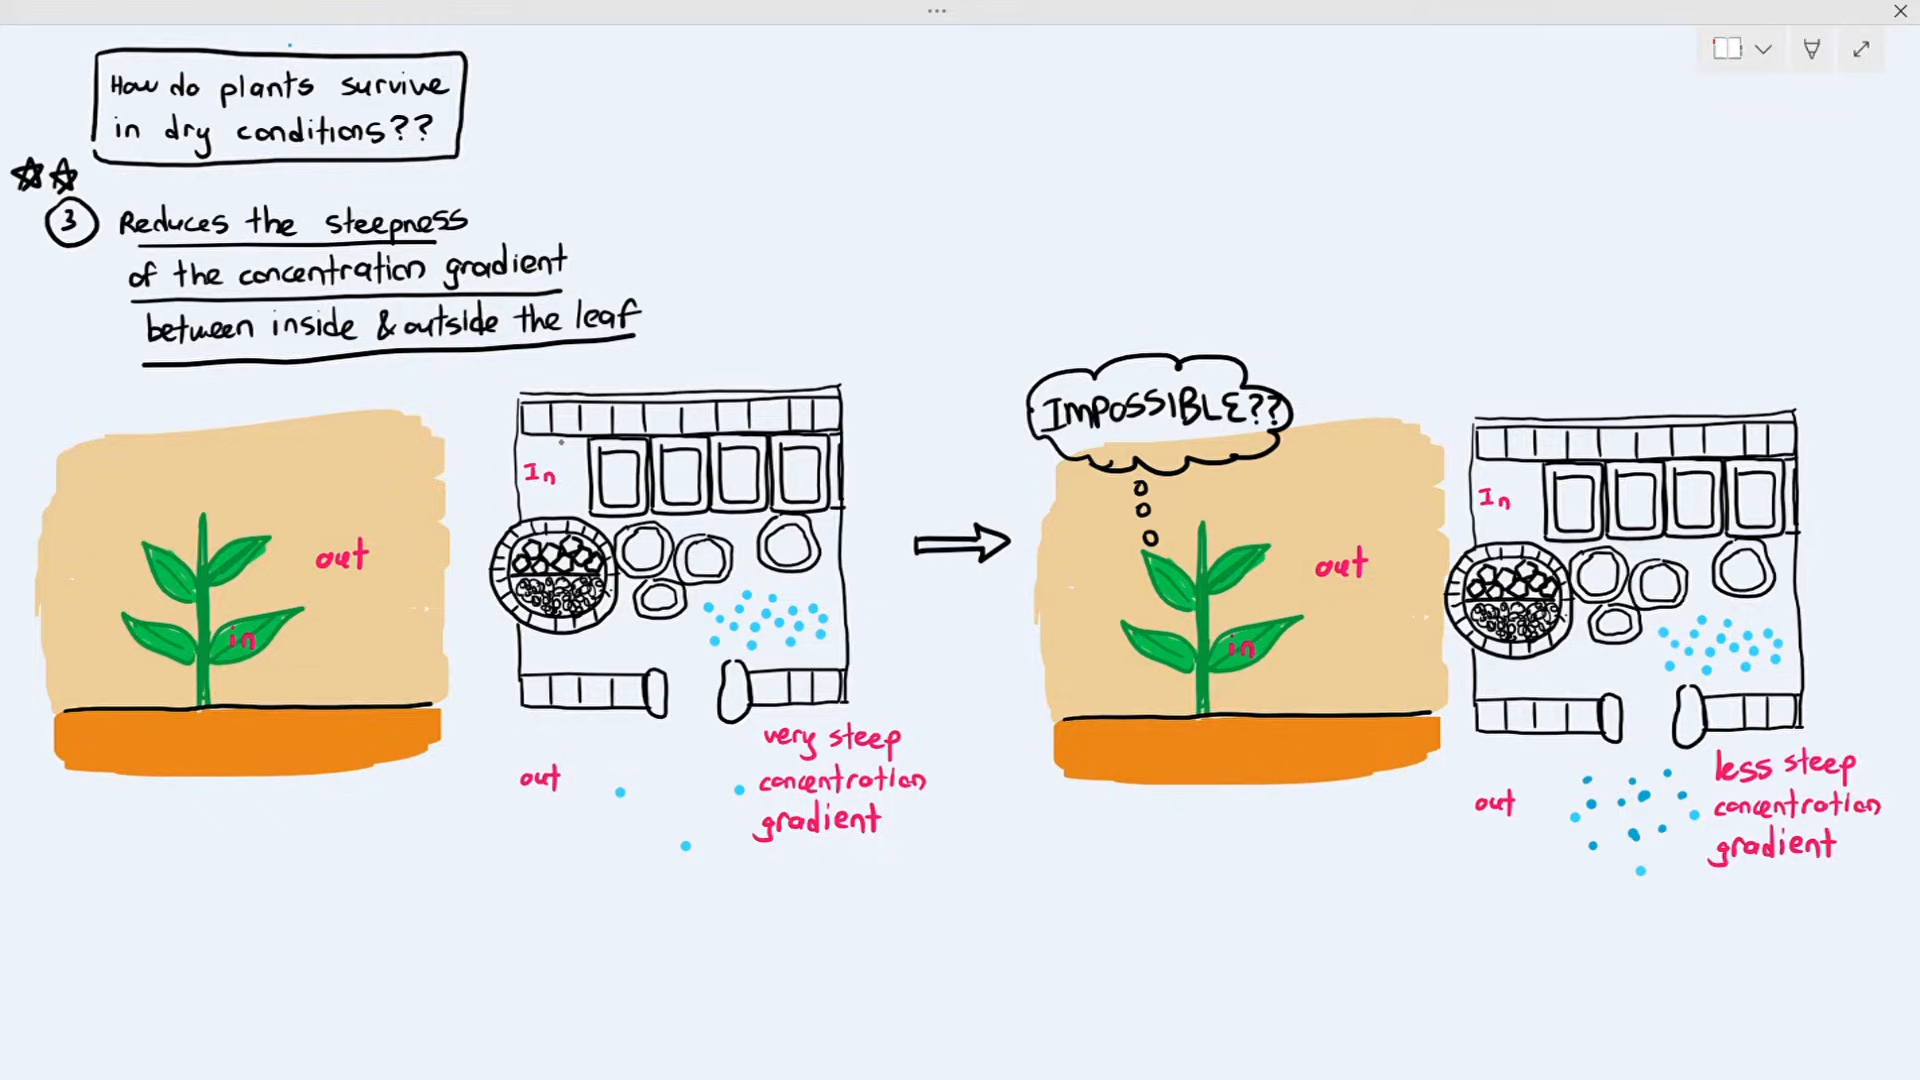 How do plants survive
in dry conditions??
3 Reduces the steepness
of the concentration gradient
between inside & outside the leaf
out
in
In
out
very steep
concentration
gradient
IMPOSSIBLE??
out
in
In
out
less steep
concentration
gradient